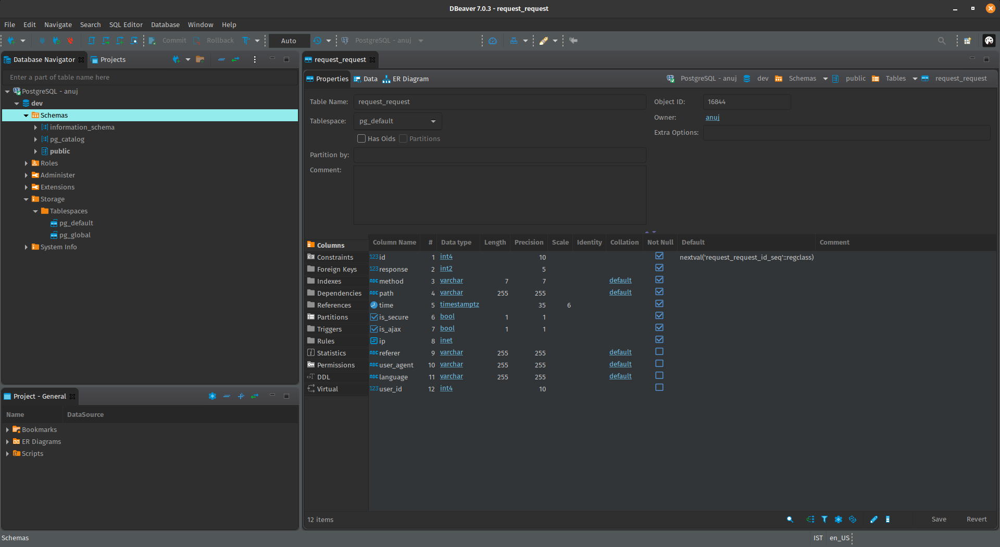 DBeaver 7.0.3 - request_request
File Edit Navigate Search SQL Editor Database Window Help
Commit Rollback Auto PostgreSQL - anuj
Database Navigator Projects
Enter a part of table name here
PostgreSQL - anuj
dev
Schemas
information_schema
pg_catalog
public
Roles
Administer
Extensions
Storage
Tablespaces
pg_default
pg_global
System Info
Project - General
Name DataSource
Bookmarks
ER Diagrams
Scripts
request_request
Properties Data ER Diagram PostgreSQL - anuj dev Schemas public Tables request_request
Table Name: request_request Object ID: 16844
Owner: anuj
Tablespace: pg_default
Extra Options:
Has Oids Partitions
Partition by:
Comment:
Columns
Constraints
Foreign Keys
Indexes
Dependencies
References
Partitions
Triggers
Rules
Statistics
Permissions
DDL
Virtual
Column Name # Data type Length Precision Scale Identity Collation Not Null Default Comment
123 id 1 int4 10 nextval('request_request_id_seq'::regclass)
123 response 2 int2 5
ABC method 3 varchar 7 7 default
ABC path 4 varchar 255 255 default
time 5 timestamptz 35 6
is_secure 6 bool 1 1
is_ajax 7 bool 1 1
ip 8 inet
ABC referer 9 varchar 255 255 default
ABC user_agent 10 varchar 255 255 default
ABC language 11 varchar 255 255 default
123 user_id 12 int4 10
12 items Save Revert
Schemas IST en_US